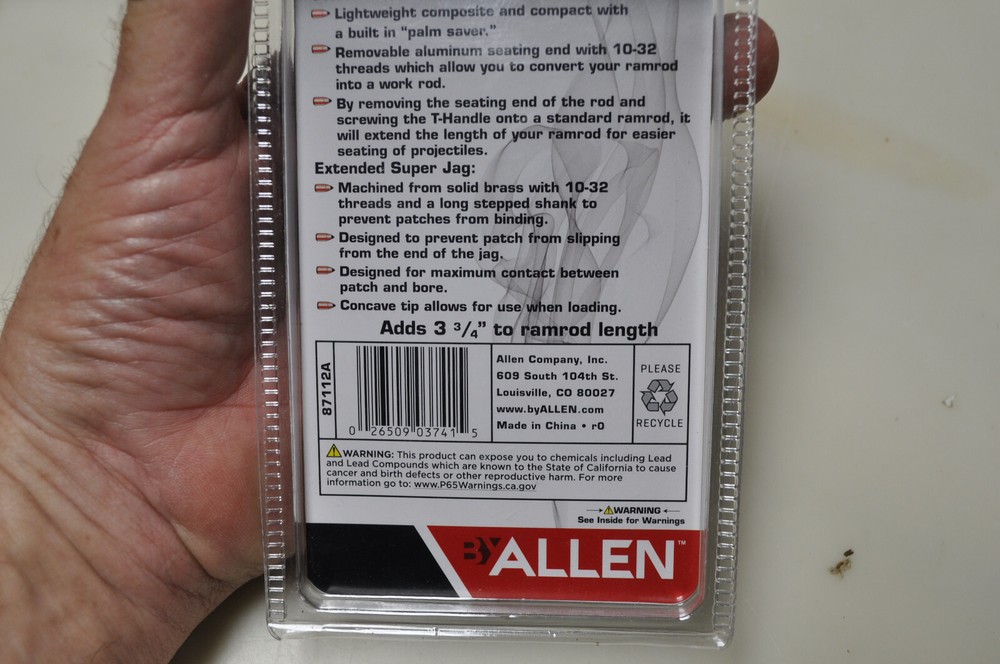 Lightweight composite and compact with
a built in "palm saver."
Removable aluminum seating end with 10-32
threads which allow you to convert your ramrod
into a work rod.
By removing the seating end of the rod and
screwing the T-Handle onto a standard ramrod, it
will extend the length of your ramrod for easier
seating of projectiles.
Extended Super Jag:
Machined from solid brass with 10-32
threads and a long stepped shank to
prevent patches from binding.
Designed to prevent patch from slipping
from the end of the jag.
Designed for maximum contact between
patch and bore.
Concave tip allows for use when loading.
Adds 3 3/4" to ramrod length
87112A
0 26509 03741 5
Allen Company, Inc.
609 South 104th St.
Louisville, CO 80027
www.byALLEN.com
Made in China • r0
PLEASE
RECYCLE
WARNING: This product can expose you to chemicals including Lead
and Lead Compounds which are known to the State of California to cause
cancer and birth defects or other reproductive harm. For more
information go to: www.P65Warnings.ca.gov
WARNING
See Inside for Warnings
BY ALLEN™